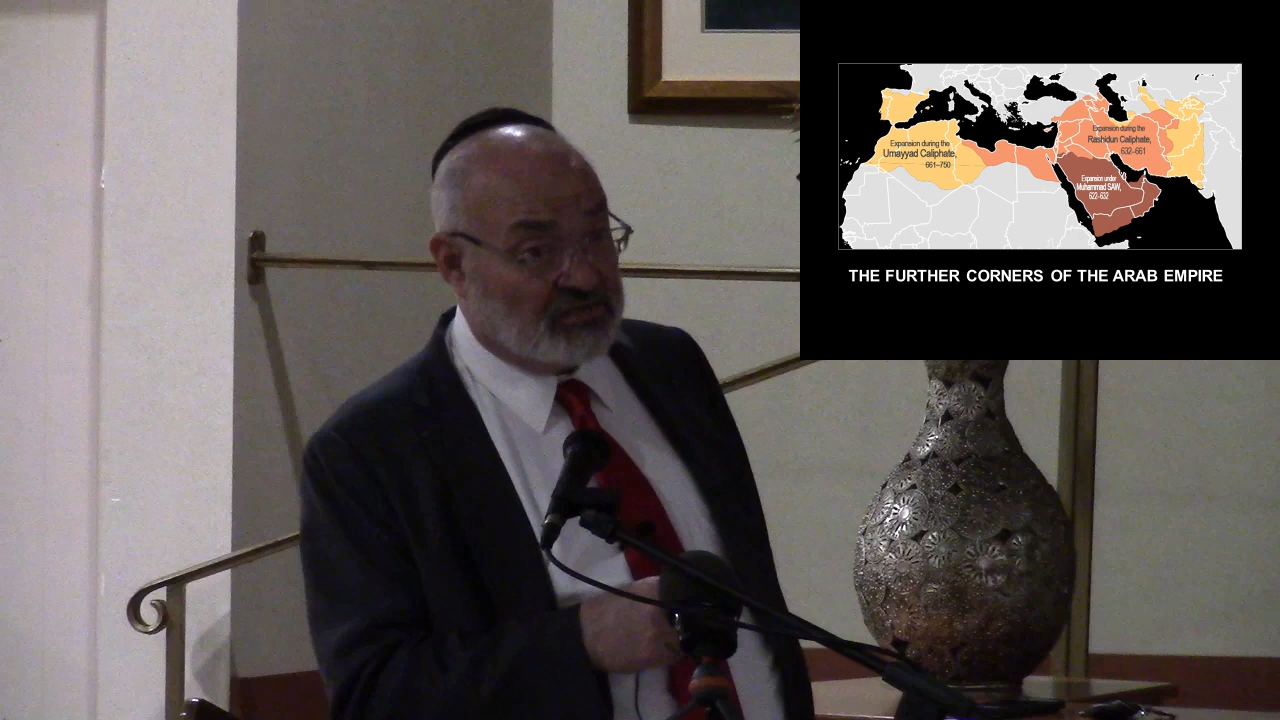 Expansion during the
Umayyad Caliphate,
661–750
Expansion during the
Rashidun Caliphate,
632–661
Expansion under
Muhammad SAW,
622-632
THE FURTHER CORNERS OF THE ARAB EMPIRE